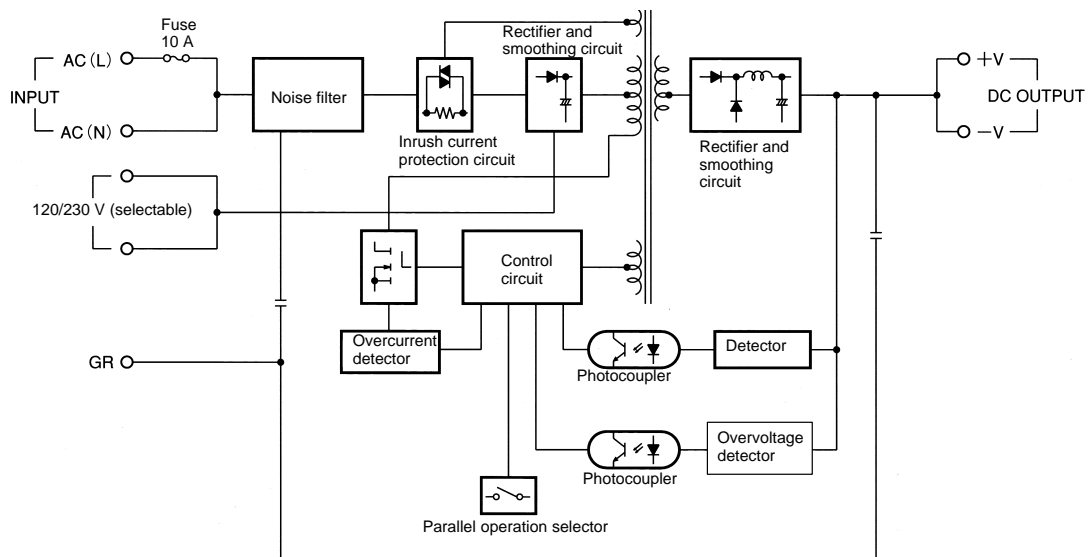 Fuse
10 A
AC (L)
INPUT
AC (N)
120/230 V (selectable)
GR
Noise filter
Inrush current
protection circuit
Rectifier and
smoothing circuit
Rectifier and
smoothing
circuit
+V
DC OUTPUT
−V
Control
circuit
Overcurrent
detector
Photocoupler
Detector
Photocoupler
Overvoltage
detector
Parallel operation selector